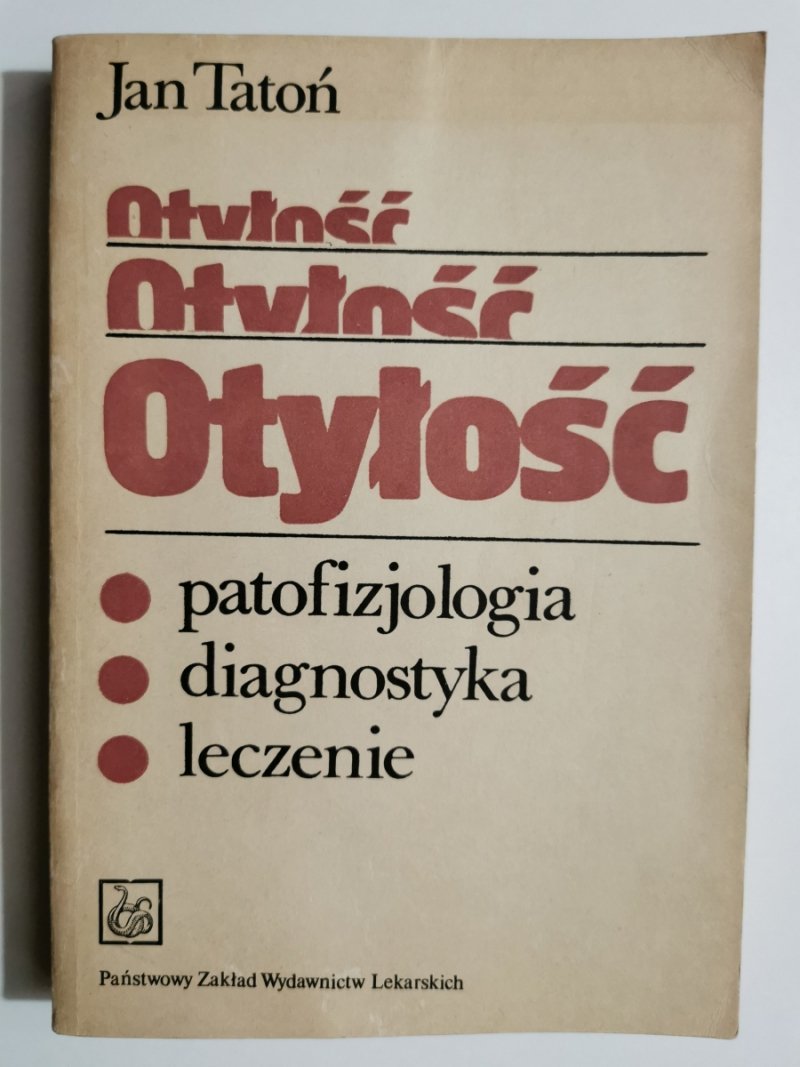 Jan Tatoń
Otyłość
Otyłość
Otyłość
patofizjologia
diagnostyka
leczenie
Państwowy Zakład Wydawnictw Lekarskich